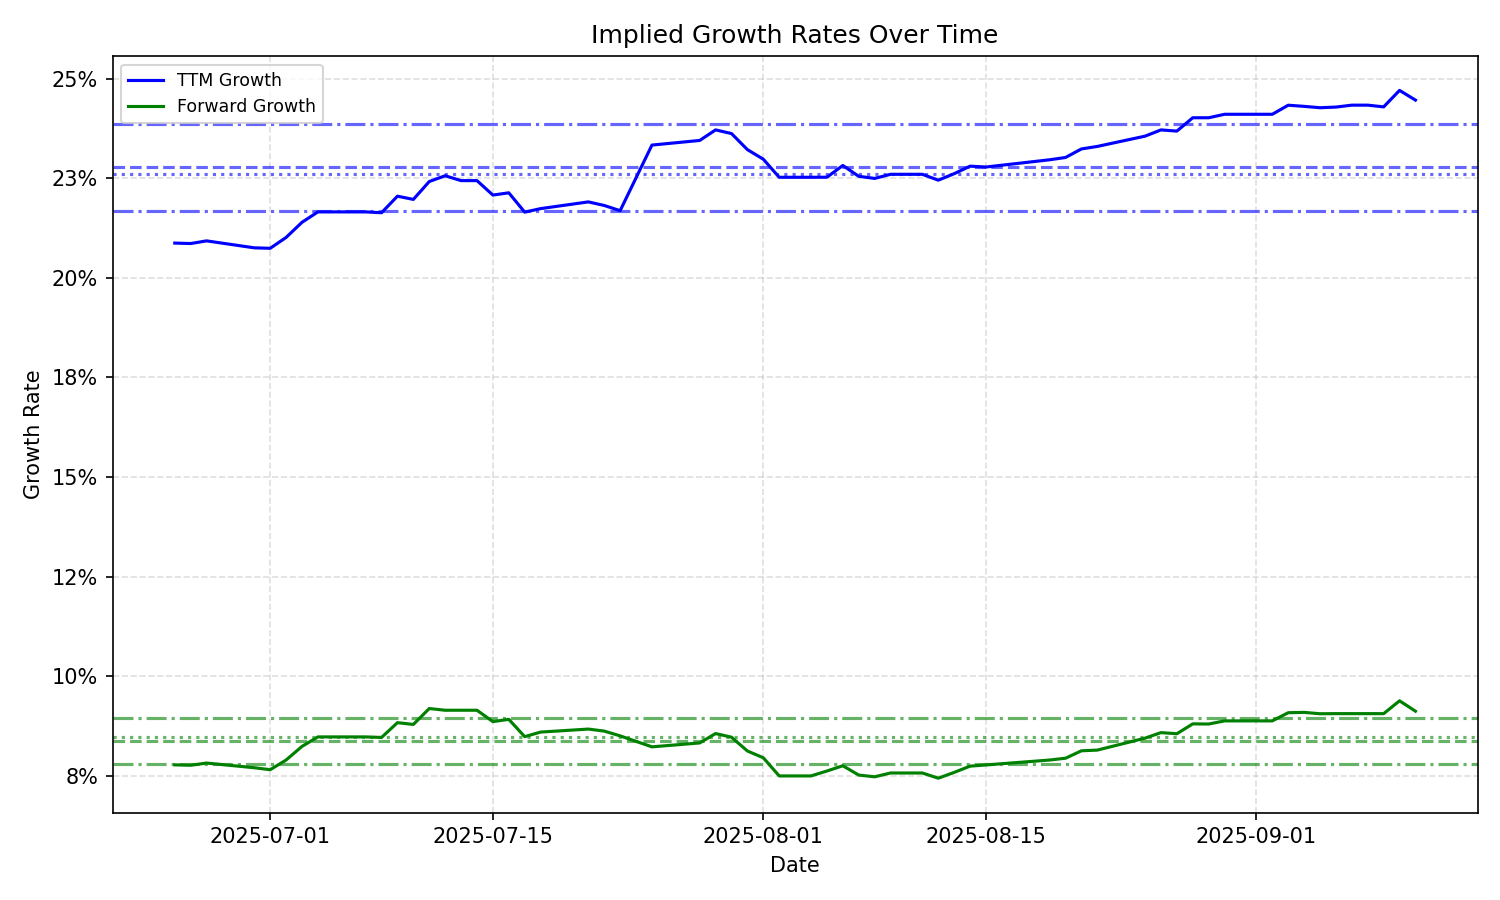 Implied Growth Rates Over Time
TTM Growth
Forward Growth
25%
23%
20%
18%
15%
12%
10%
8%
Growth Rate
2025-07-01
2025-07-15
2025-08-01
2025-08-15
2025-09-01
Date